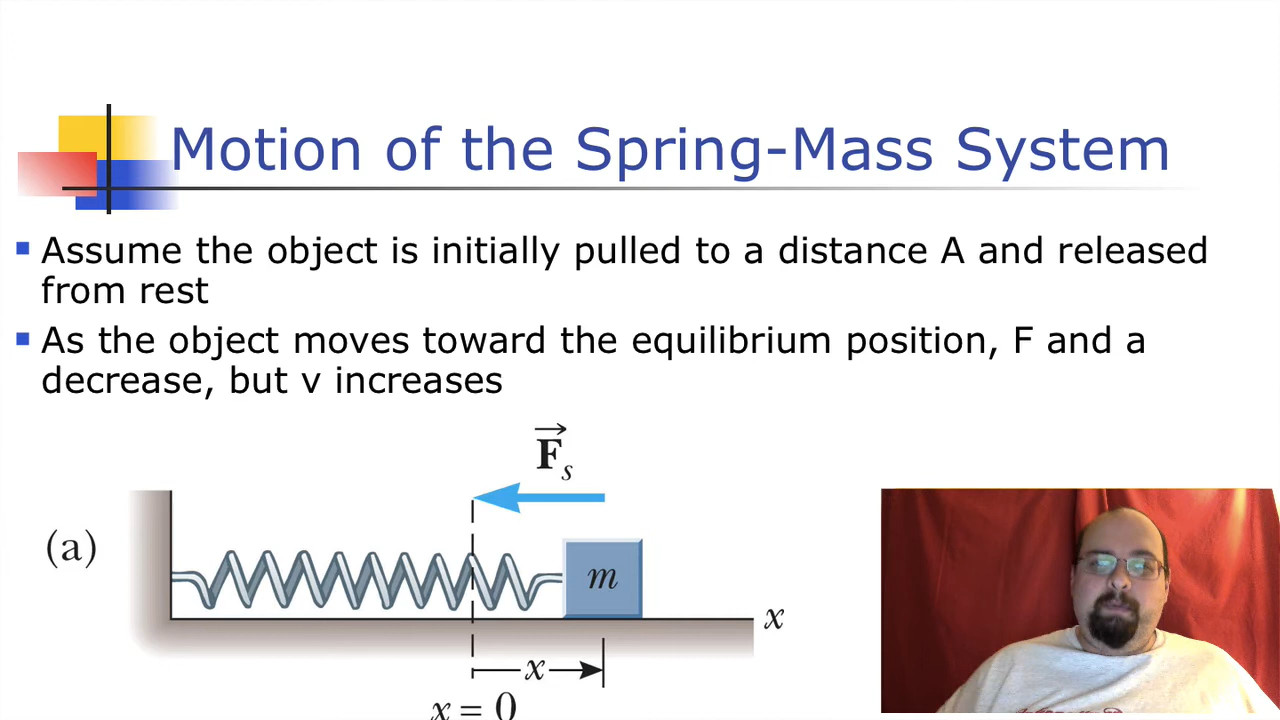 Motion of the Spring-Mass System
Assume the object is initially pulled to a distance A and released
from rest
As the object moves toward the equilibrium position, F and a
decrease, but v increases
F s
(a)
m
x
x
x = 0